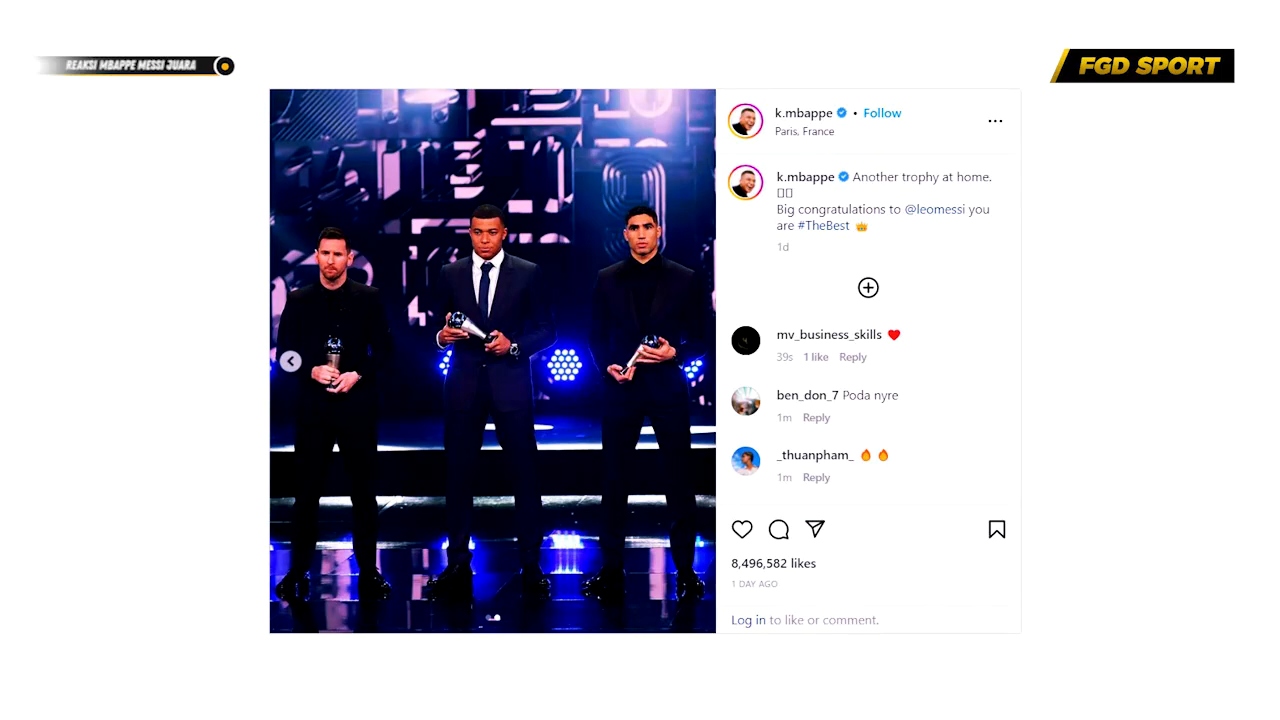 REAKSI MBAPPE MESSI JUARA
FGD SPORT
k.mbappe • Follow
Paris, France
k.mbappe Another trophy at home.
Big congratulations to @leomessi you
are #TheBest
1d
mv_business_skills
39s 1 like Reply
ben_don_7 Poda nyre
1m Reply
_thuanpham_
1m Reply
8,496,582 likes
1 DAY AGO
Log in to like or comment.